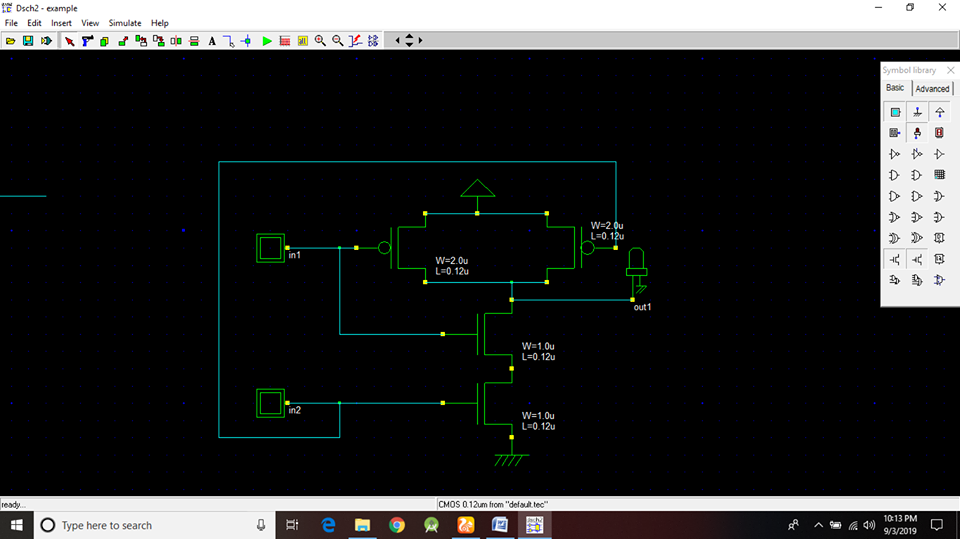 Dsch2 - example
File Edit Insert View Simulate Help
A
Symbol library
Basic Advanced
W=2.0u
L=0.12u
in1
W=2.0u
L=0.12u
out1
W=1.0u
L=0.12u
in2
W=1.0u
L=0.12u
ready...
CMOS 0.12um from "default.tec"
Type here to search
10:13 PM
9/3/2019